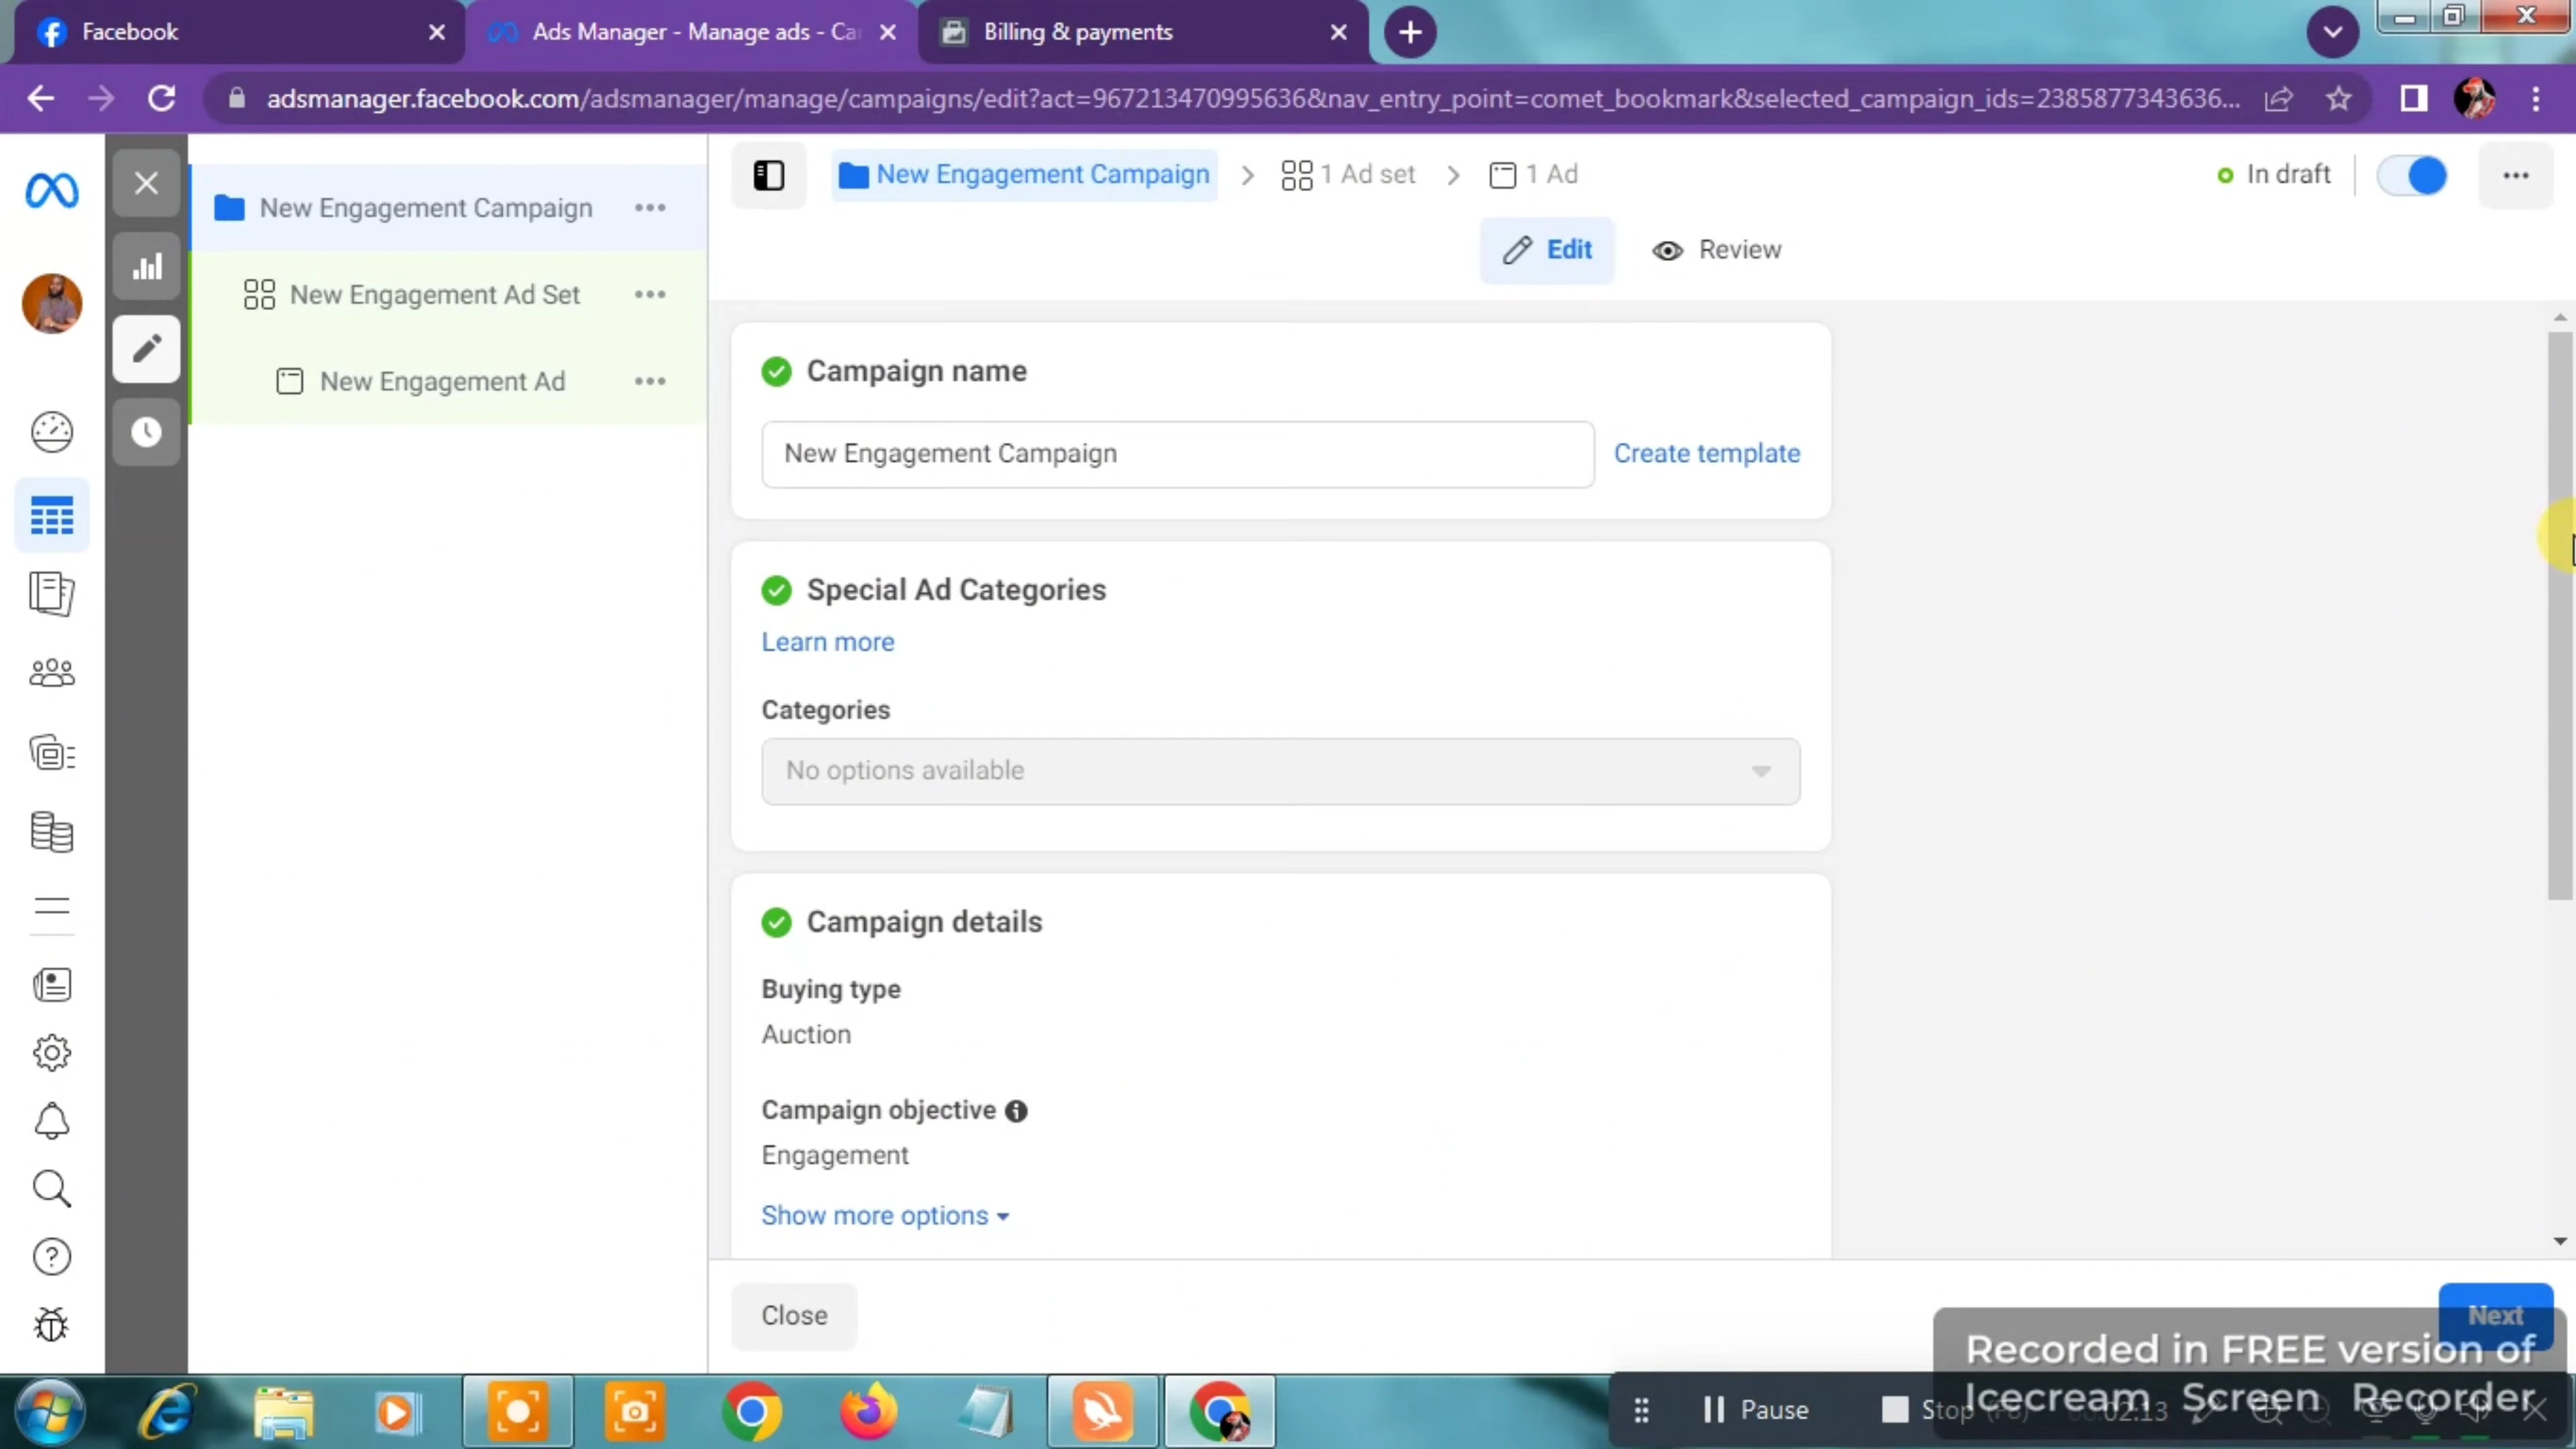 Facebook
Ads Manager - Manage ads - Ca
Billing & payments
adsmanager.facebook.com/adsmanager/manage/campaigns/edit?act=967213470995636&nav_entry_point=comet_bookmark&selected_campaign_ids=2385877343636...
New Engagement Campaign
New Engagement Ad Set
New Engagement Ad
New Engagement Campaign
1 Ad set
1 Ad
In draft
Edit
Review
Campaign name
New Engagement Campaign
Create template
Special Ad Categories
Learn more
Categories
No options available
Campaign details
Buying type
Auction
Campaign objective
Engagement
Show more options
Close
Next
Recorded in FREE version of
Icecream Screen Recorder
Pause
Stop
02:13